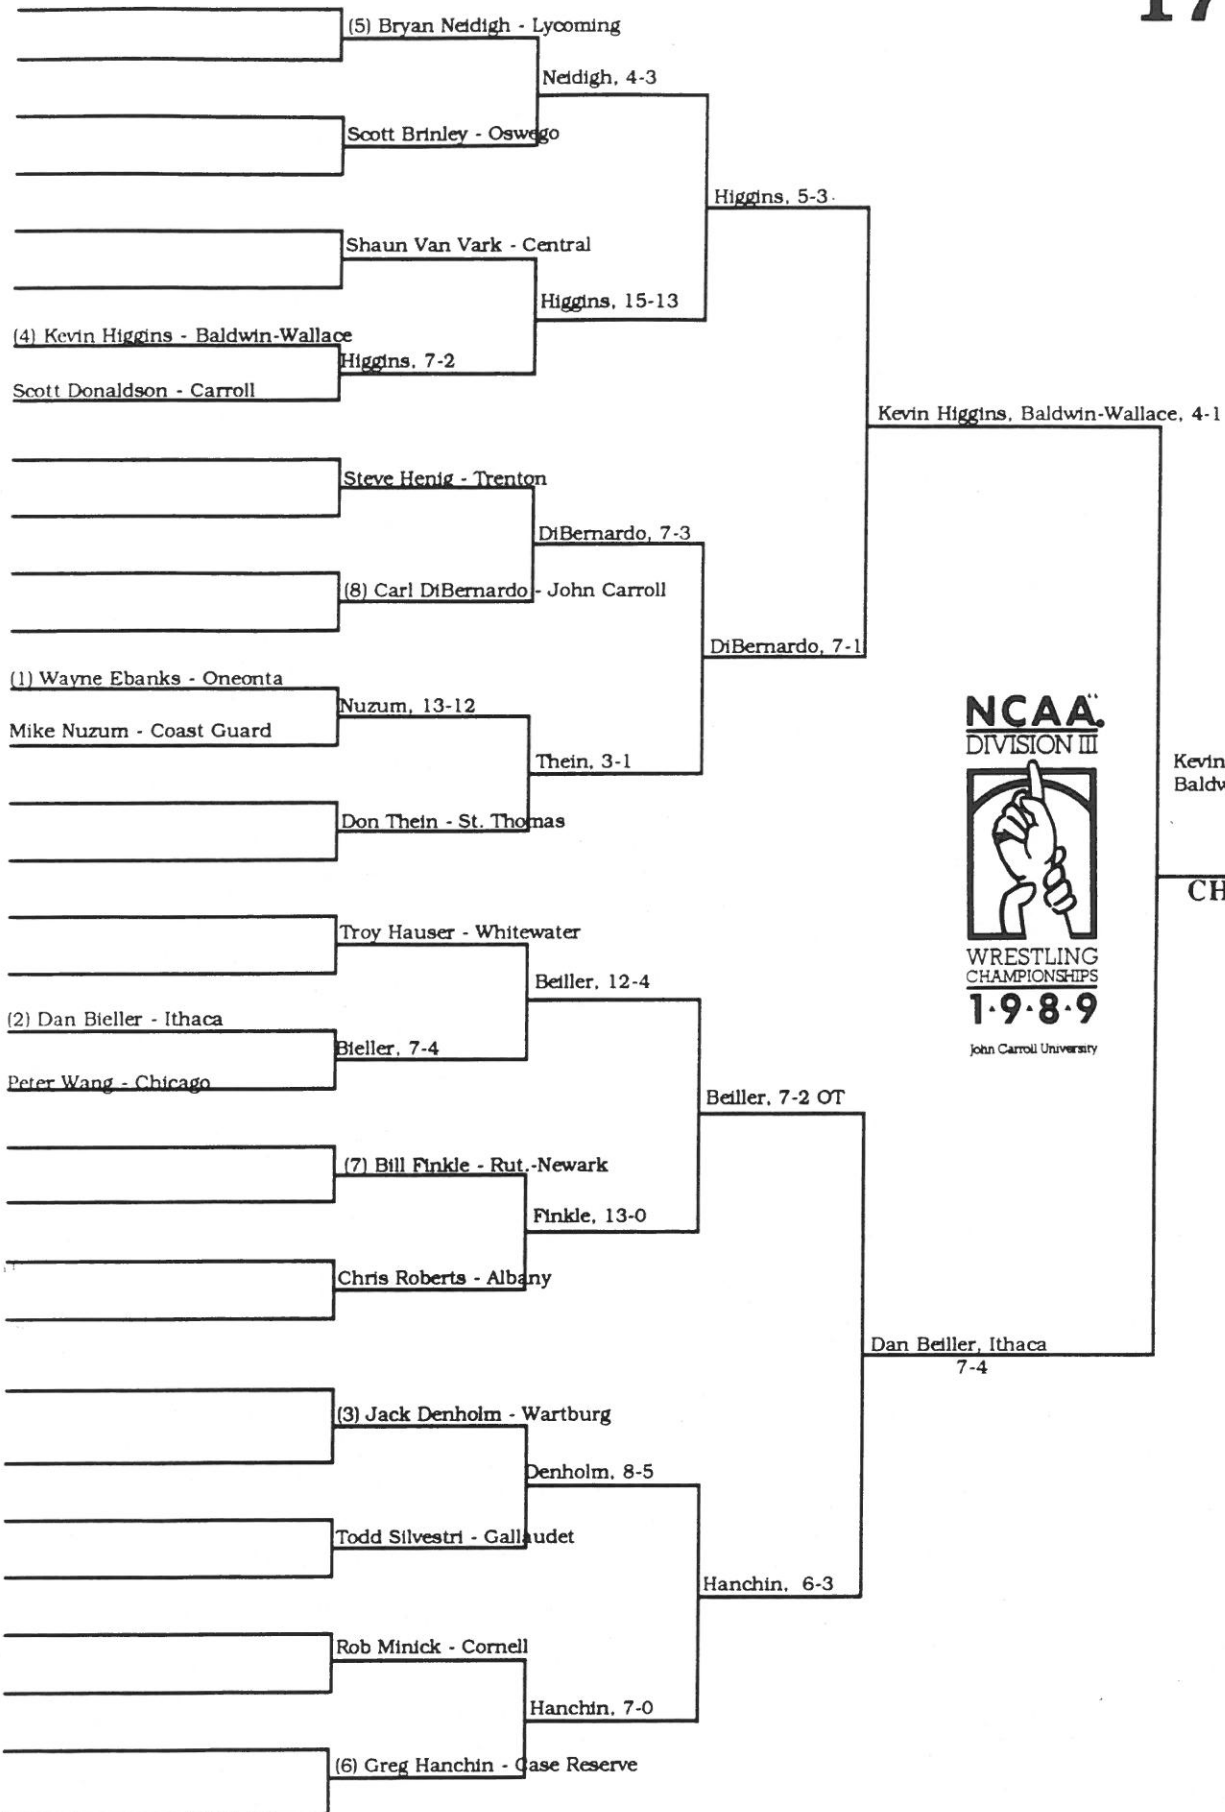 17
(5) Bryan Neidigh - Lycoming
Neidigh, 4-3
Scott Brinley - Oswego
Higgins, 5-3
Shaun Van Vark - Central
Higgins, 15-13
(4) Kevin Higgins - Baldwin-Wallace
Higgins, 7-2
Scott Donaldson - Carroll
Kevin Higgins, Baldwin-Wallace, 4-1
Steve Henig - Trenton
DiBernardo, 7-3
(8) Carl DiBernardo - John Carroll
DiBernardo, 7-1
(1) Wayne Ebanks - Oneonta
Nuzum, 13-12
Mike Nuzum - Coast Guard
Thein, 3-1
Don Thein - St. Thomas
NCAA.
DIVISION III
WRESTLING
CHAMPIONSHIPS
1·9·8·9
John Carroll University
Kevin
Baldw
CH
Troy Hauser - Whitewater
Beiller, 12-4
(2) Dan Bieller - Ithaca
Bieller, 7-4
Peter Wang - Chicago
Beiller, 7-2 OT
(7) Bill Finkle - Rut.-Newark
Finkle, 13-0
Chris Roberts - Albany
Dan Beiller, Ithaca
7-4
(3) Jack Denholm - Wartburg
Denholm, 8-5
Todd Silvestri - Gallaudet
Hanchin, 6-3
Rob Minick - Cornell
Hanchin, 7-0
(6) Greg Hanchin - Case Reserve